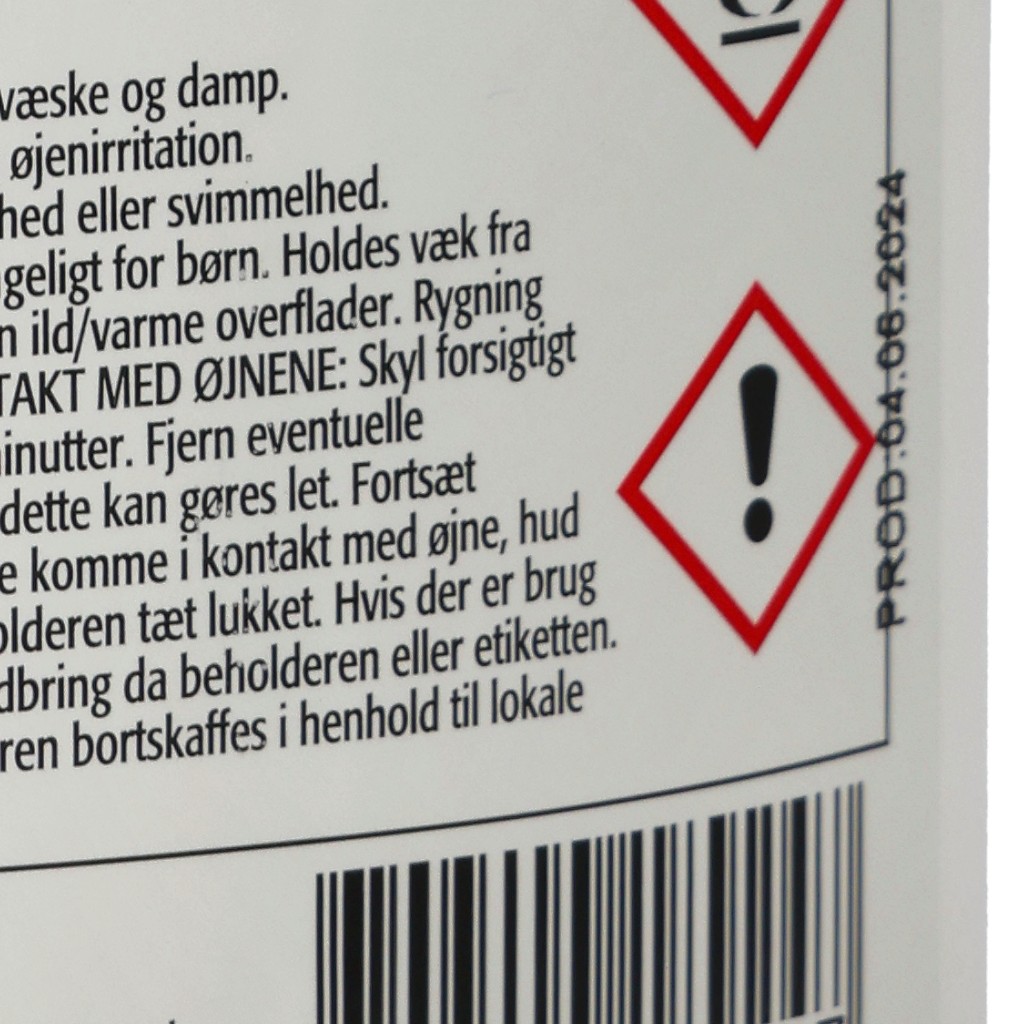 væske og damp.
øjenirritation.
hed eller svimmelhed.
geligt for børn. Holdes væk fra
n ild/varme overflader. Rygning
TAKT MED ØJNENE: Skyl forsigtigt
inutter. Fjern eventuelle
dette kan gøres let. Fortsæt
e komme i kontakt med øjne, hud
olderen tæt lukket. Hvis der er brug
dbring da beholderen eller etiketten.
ren bortskaffes i henhold til lokale
PROD:04.06.2024